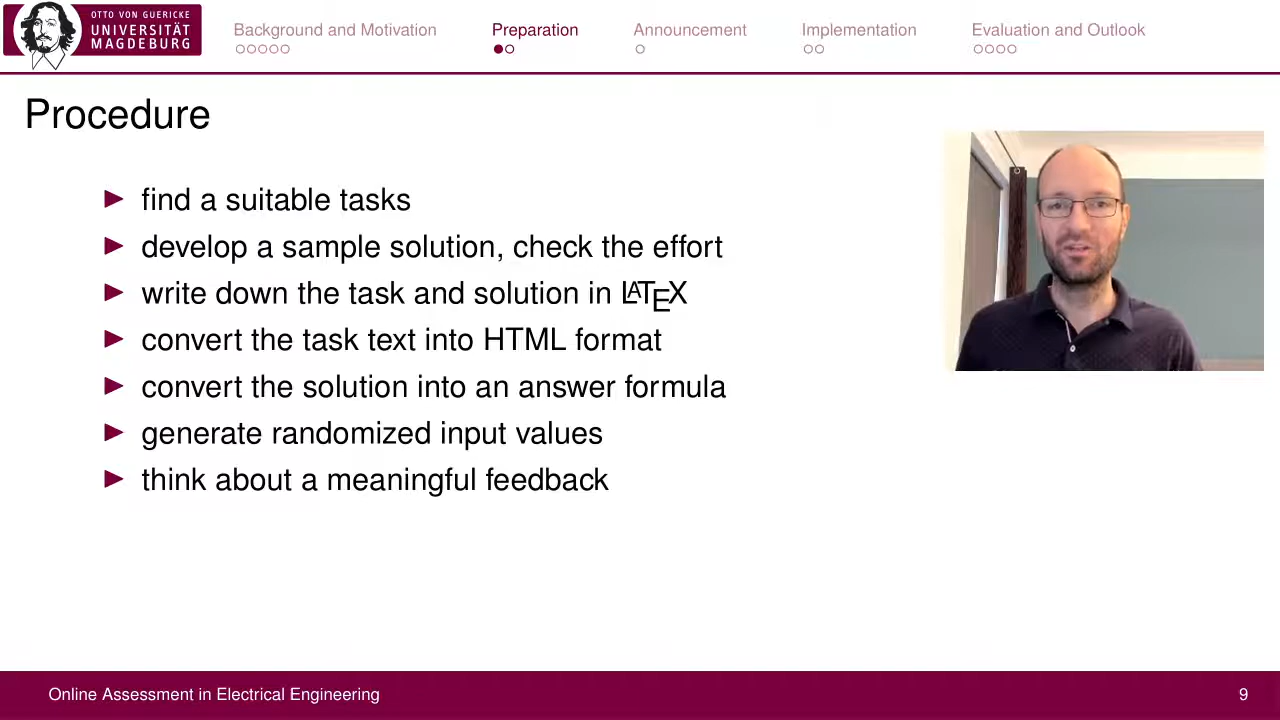 OTTO VON GUERICKE
UNIVERSITÄT
MAGDEBURG
Background and Motivation
Preparation
Announcement
Implementation
Evaluation and Outlook
Procedure
find a suitable tasks
develop a sample solution, check the effort
write down the task and solution in LATEX
convert the task text into HTML format
convert the solution into an answer formula
generate randomized input values
think about a meaningful feedback
Online Assessment in Electrical Engineering
9